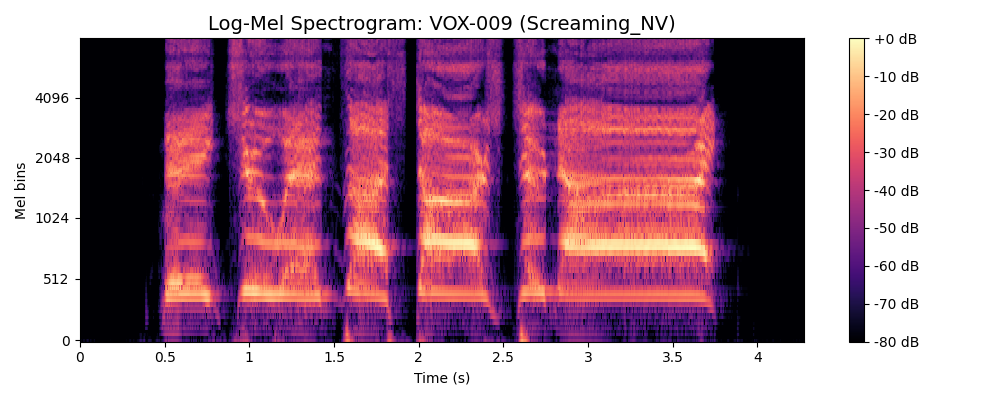 Log-Mel Spectrogram: VOX-009 (Screaming_NV)
Mel bins
4096
2048
1024
512
0
0 0.5 1 1.5 2 2.5 3 3.5 4
Time (s)
+0 dB
-10 dB
-20 dB
-30 dB
-40 dB
-50 dB
-60 dB
-70 dB
-80 dB